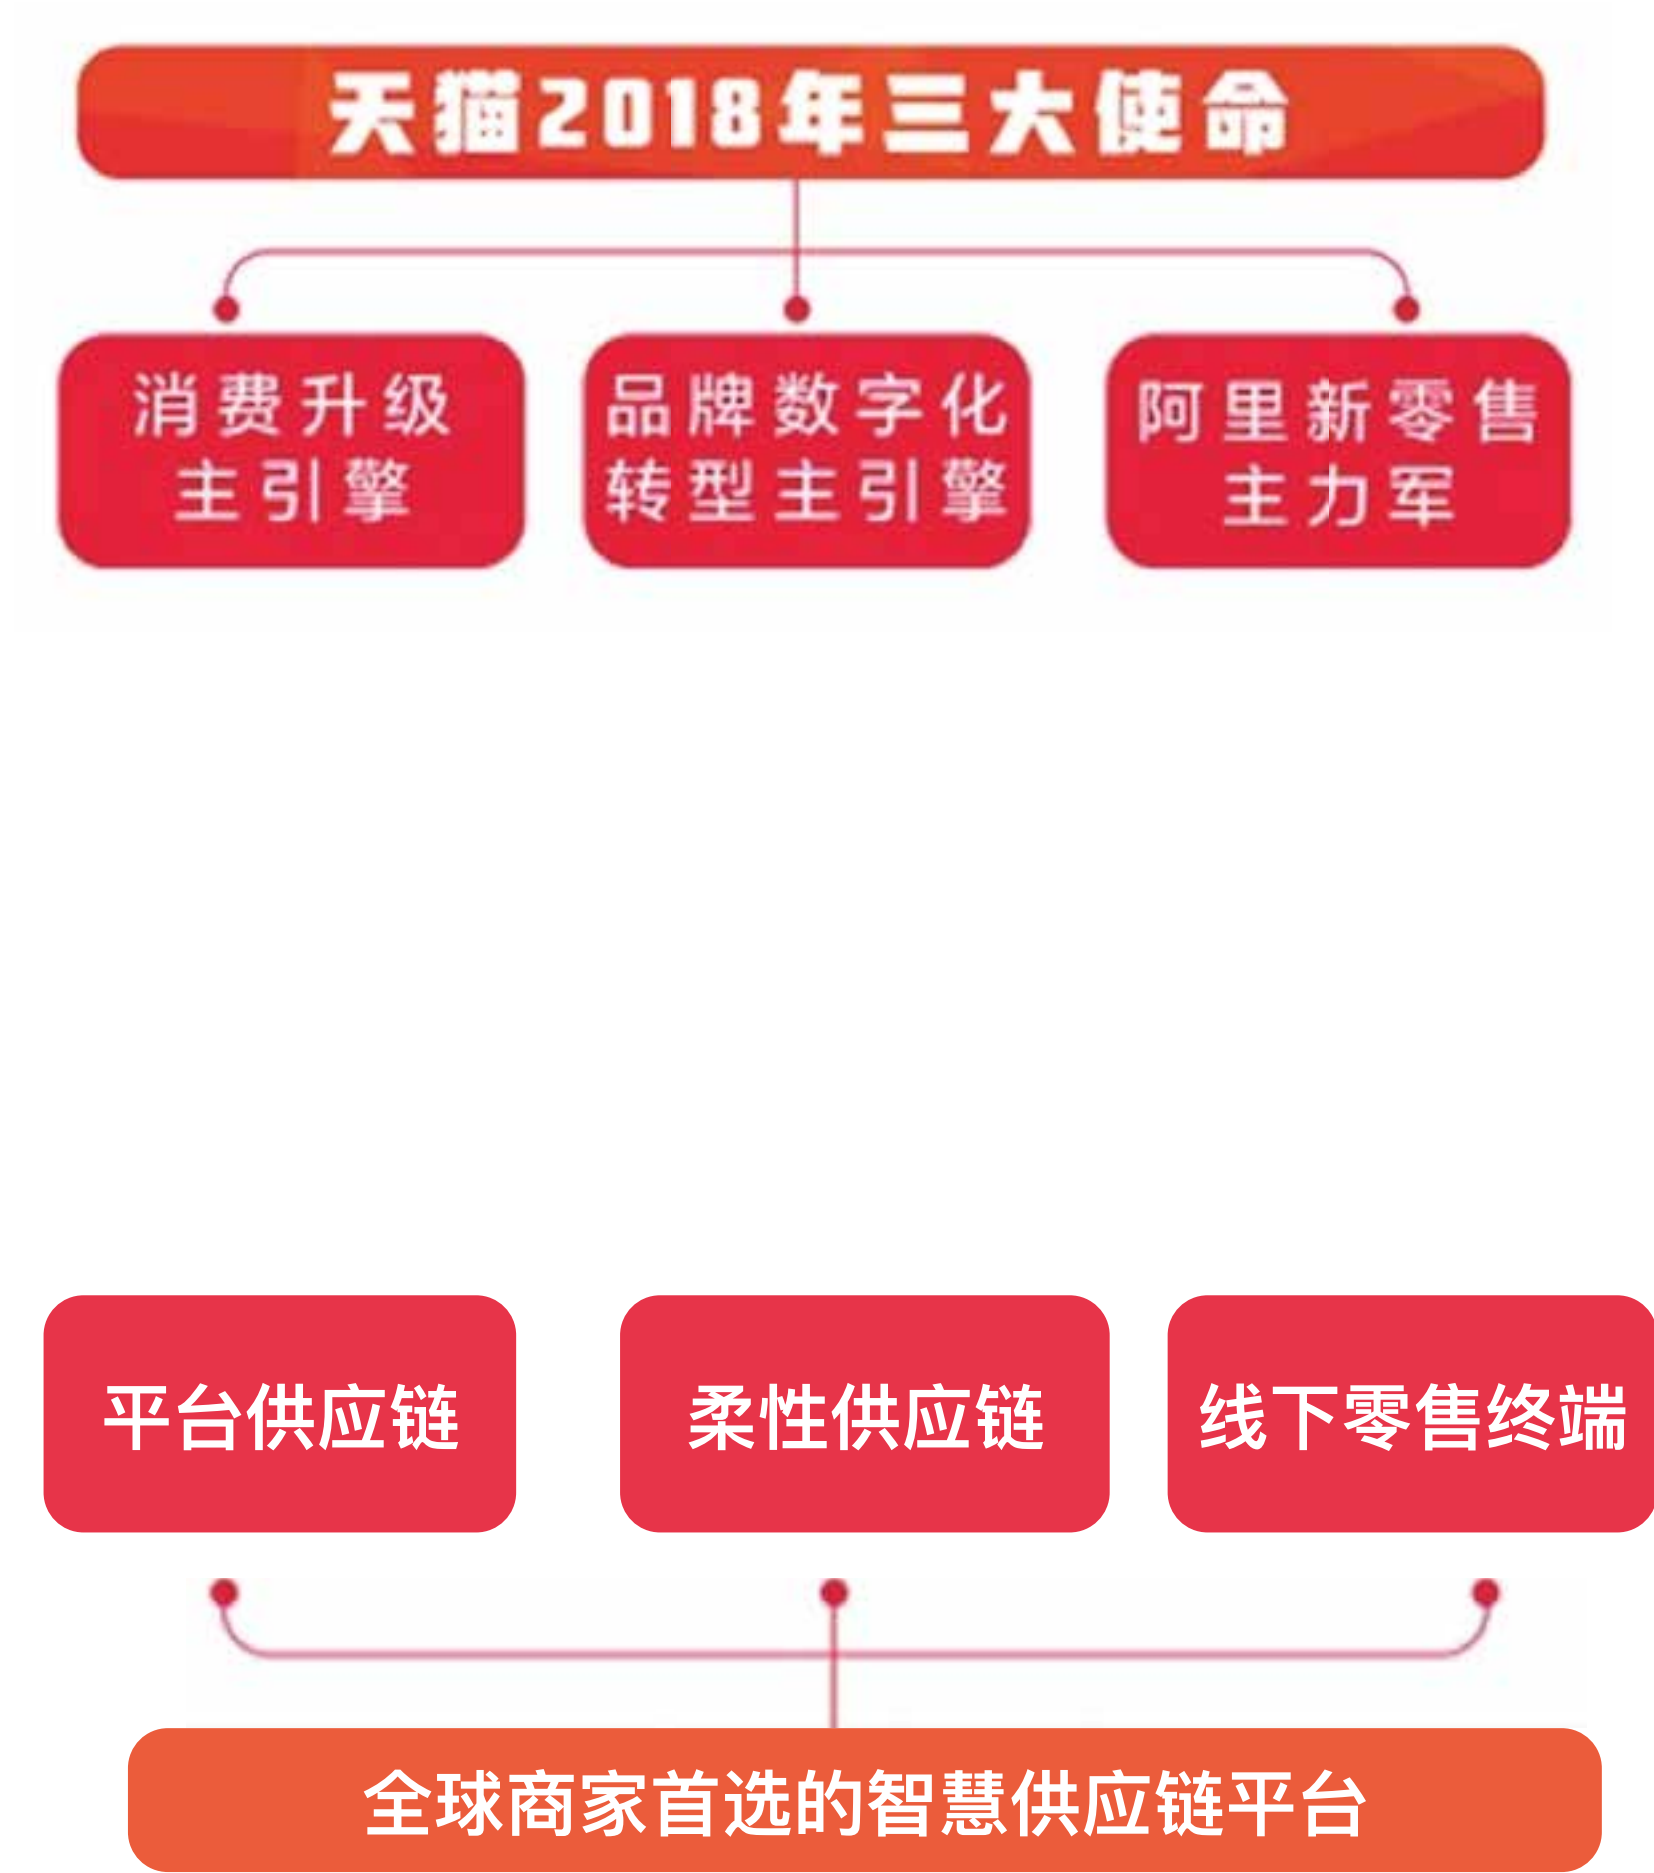 天猫2018年三大使命
消费升级
主引擎
品牌数字化
转型主引擎
阿里新零售
主力军
平台供应链
柔性供应链
线下零售终端
全球商家首选的智慧供应链平台